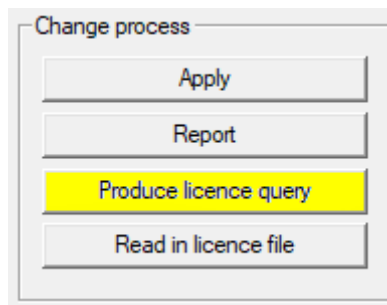 Change process
Apply
Report
Produce licence query
Read in licence file